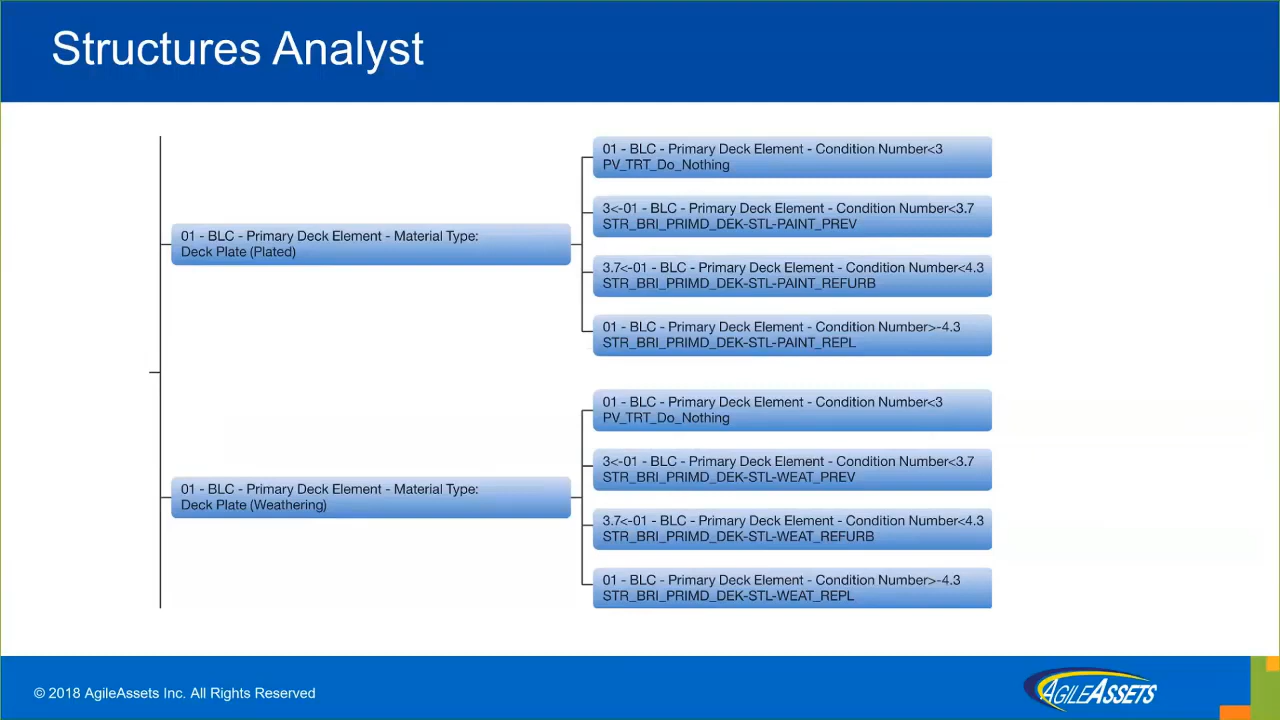 Structures Analyst
01 - BLC - Primary Deck Element - Material Type:
Deck Plate (Plated)
01 - BLC - Primary Deck Element - Condition Number<3
PV_TRT_Do_Nothing
3<-01 - BLC - Primary Deck Element - Condition Number<3.7
STR_BRI_PRIMD_DEK-STL-PAINT_PREV
3.7<-01 - BLC - Primary Deck Element - Condition Number<4.3
STR_BRI_PRIMD_DEK-STL-PAINT_REFURB
01 - BLC - Primary Deck Element - Condition Number>-4.3
STR_BRI_PRIMD_DEK-STL-PAINT_REPL
01 - BLC - Primary Deck Element - Material Type:
Deck Plate (Weathering)
01 - BLC - Primary Deck Element - Condition Number<3
PV_TRT_Do_Nothing
3<-01 - BLC - Primary Deck Element - Condition Number<3.7
STR_BRI_PRIMD_DEK-STL-WEAT_PREV
3.7<-01 - BLC - Primary Deck Element - Condition Number<4.3
STR_BRI_PRIMD_DEK-STL-WEAT_REFURB
01 - BLC - Primary Deck Element - Condition Number>-4.3
STR_BRI_PRIMD_DEK-STL-WEAT_REPL
© 2018 AgileAssets Inc. All Rights Reserved
AGILEASSETS